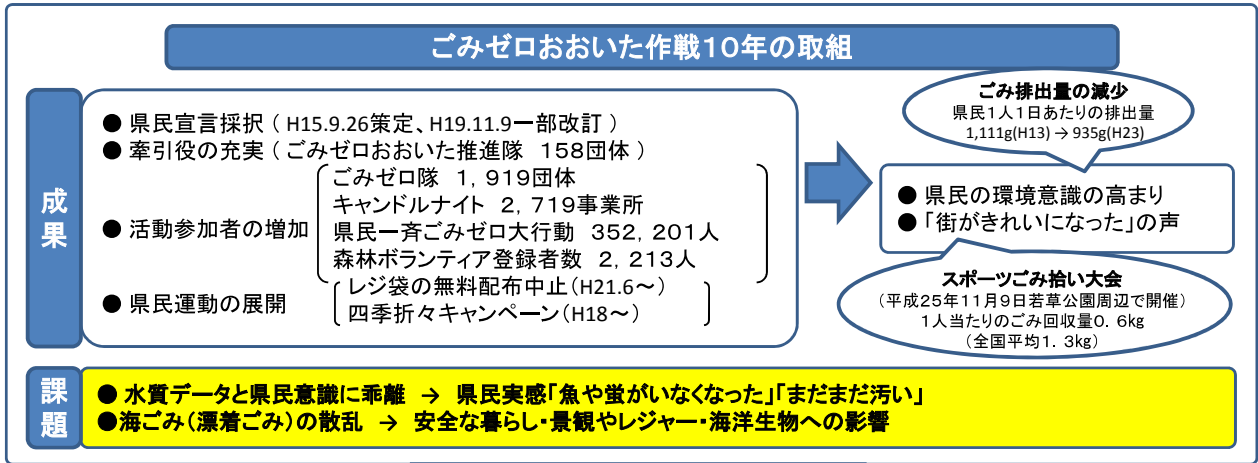 ごみゼロおおいた作戦10年の取組
成果
● 県民宣言採択（H15.9.26策定、H19.11.9一部改訂）
● 牽引役の充実（ごみゼロおおいた推進隊 158団体）
● 活動参加者の増加
ごみゼロ隊 1,919団体
キャンドルナイト 2,719事業所
県民一斉ごみゼロ大行動 352,201人
森林ボランティア登録者数 2,213人
● 県民運動の展開
レジ袋の無料配布中止(H21.6～)
四季折々キャンペーン(H18～)
ごみ排出量の減少
県民1人1日あたりの排出量
1,111g(H13) → 935g(H23)
● 県民の環境意識の高まり
● 「街がきれいになった」の声
スポーツごみ拾い大会
（平成25年11月9日若草公園周辺で開催）
1人当たりのごみ回収量0.6kg
（全国平均1.3kg）
課題
● 水質データと県民意識に乖離 → 県民実感「魚や蛍がいなくなった」「まだまだ汚い」
●海ごみ（漂着ごみ）の散乱 → 安全な暮らし・景観やレジャー・海洋生物への影響